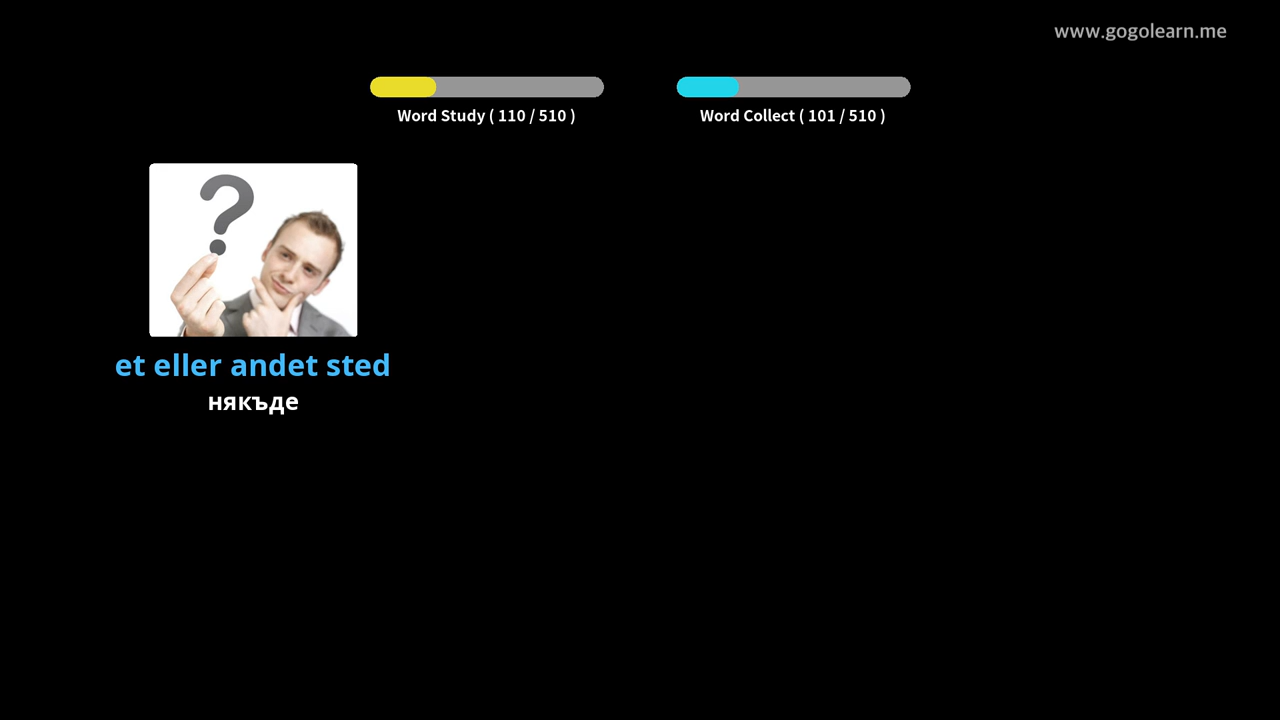 www.gogolearn.me
Word Study ( 110 / 510 )
Word Collect ( 101 / 510 )
?
et eller andet sted
някъде